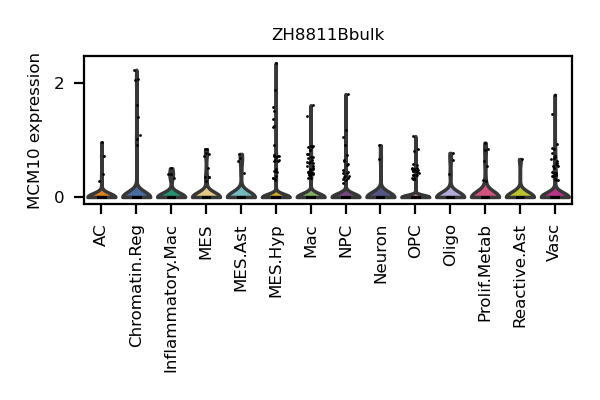 ZH8811Bbulk
MCM10 expression
2
0
AC
Chromatin.Reg
Inflammatory.Mac
MES
MES.Ast
MES.Hyp
Mac
NPC
Neuron
OPC
Oligo
Prolif.Metab
Reactive.Ast
Vasc